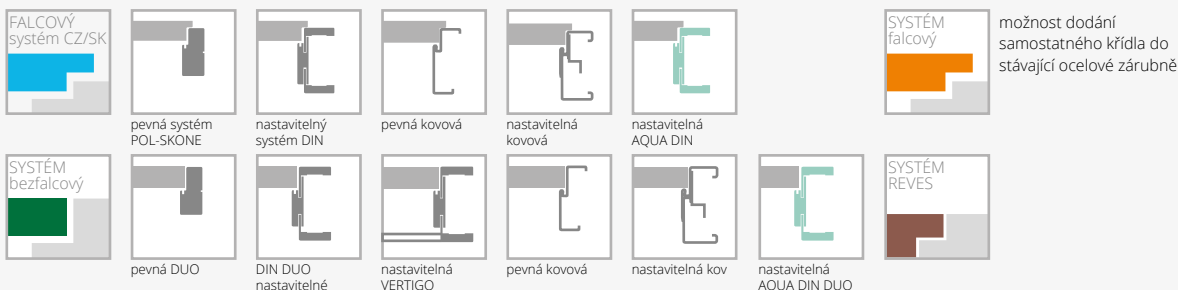 FALCOVÝ
systém CZ/SK
pevná systém
POL-SKONE
nastavitelný
systém DIN
pevná kovová
nastavitelná
kovová
nastavitelná
AQUA DIN
SYSTÉM
falcový
možnost dodání
samostatného křídla do
stávající ocelové zárubně
SYSTÉM
bezfalcový
pevná DUO
DIN DUO
nastavitelné
nastavitelná
VERTIGO
pevná kovová
nastavitelná kov
nastavitelná
AQUA DIN DUO
SYSTÉM
REVES